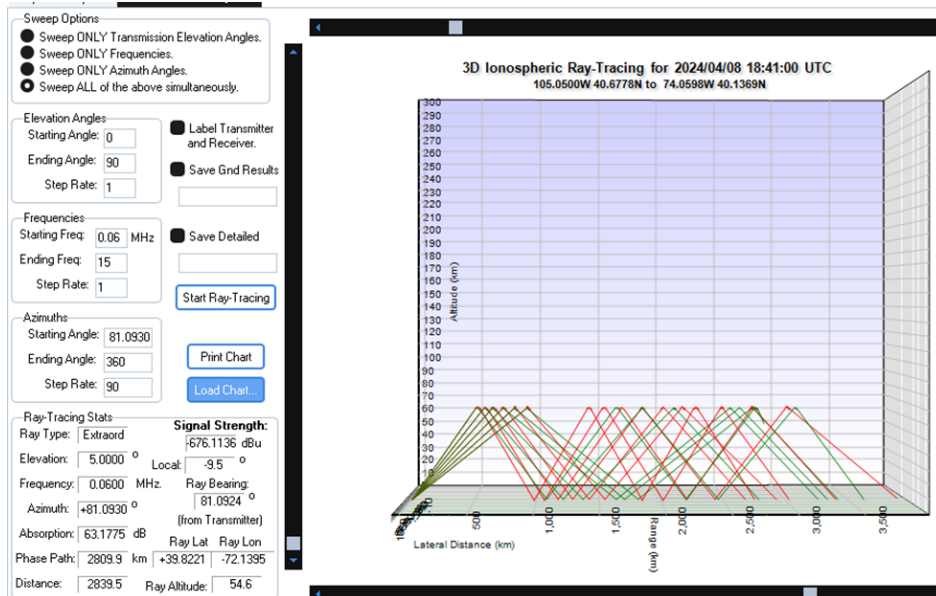 Sweep Options
Sweep ONLY Transmission Elevation Angles.
Sweep ONLY Frequencies.
Sweep ONLY Azimuth Angles.
Sweep ALL of the above simultaneously.
Elevation Angles
Starting Angle: 0
Ending Angle: 90
Step Rate: 1
Label Transmitter
and Receiver.
Save Gnd Results
Frequencies
Starting Freq: 0.06 MHz
Ending Freq: 15
Step Rate: 1
Save Detailed
Start Ray-Tracing
Azimuths
Starting Angle: 81.0930
Ending Angle: 360
Step Rate: 90
Print Chart
Load Chart...
Ray-Tracing Stats
Ray Type: Extraord
Elevation: 5.0000 °
Frequency: 0.0600 MHz.
Azimuth: +81.0930 °
Absorption: 63.1775 dB
Phase Path: 2809.9 km
Distance: 2839.5
Signal Strength:
-676.1136 dBu
Local: -9.5 °
Ray Bearing:
81.0924 °
(from Transmitter)
Ray Lat Ray Lon
+39.8221 -72.1395
Ray Altitude: 54.6
3D Ionospheric Ray-Tracing for 2024/04/08 18:41:00 UTC
105.0500W 40.6778N to 74.0598W 40.1369N
300
290
280
270
260
250
240
230
220
210
200
190
180
170
160
150
140
130
120
110
100
90
80
70
60
50
40
30
20
10
Altitude (km)
500
1,000
1,500
2,000
2,500
3,000
3,500
Lateral Distance (km)
Range (km)